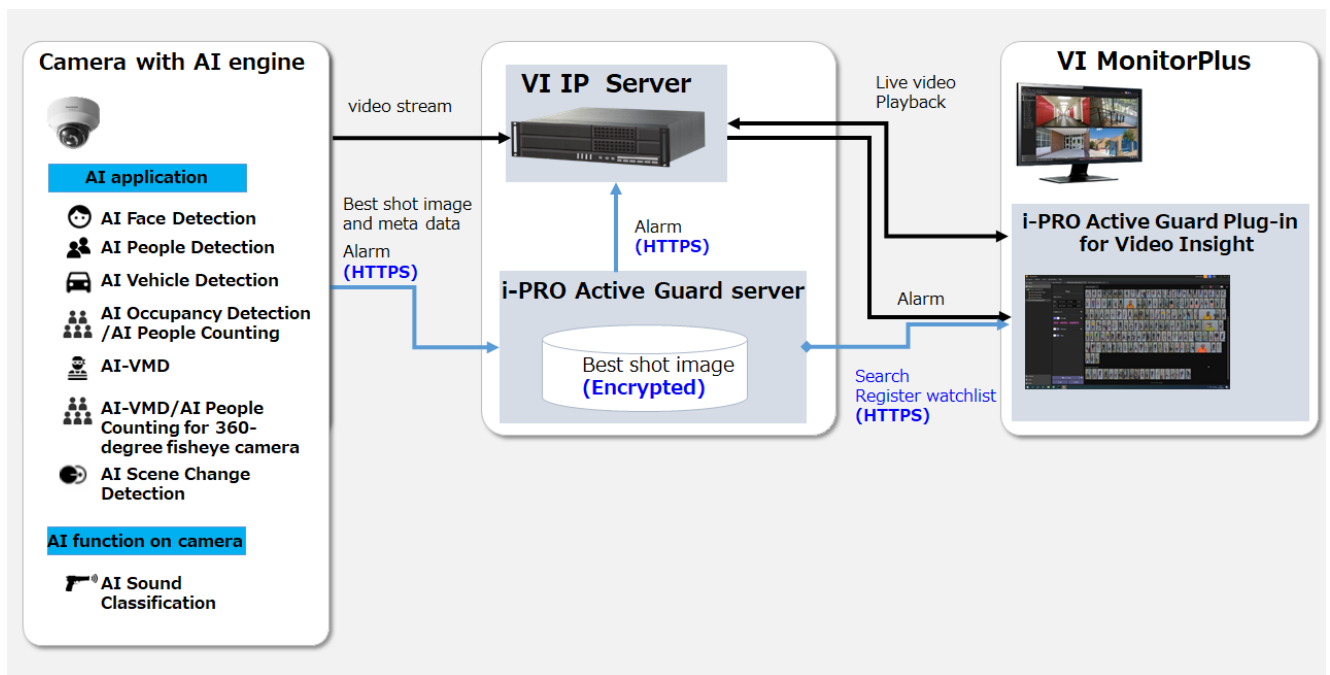 Camera with AI engine
AI application
AI Face Detection
AI People Detection
AI Vehicle Detection
AI Occupancy Detection
/AI People Counting
AI-VMD
AI-VMD/AI People
Counting for 360-
degree fisheye camera
AI Scene Change
Detection
AI function on camera
AI Sound
Classification
video stream
Best shot image
and meta data
Alarm
(HTTPS)
VI IP Server
Alarm
(HTTPS)
i-PRO Active Guard server
Best shot image
(Encrypted)
Live video
Playback
Alarm
Search
Register watchlist
(HTTPS)
VI MonitorPlus
i-PRO Active Guard Plug-in
for Video Insight